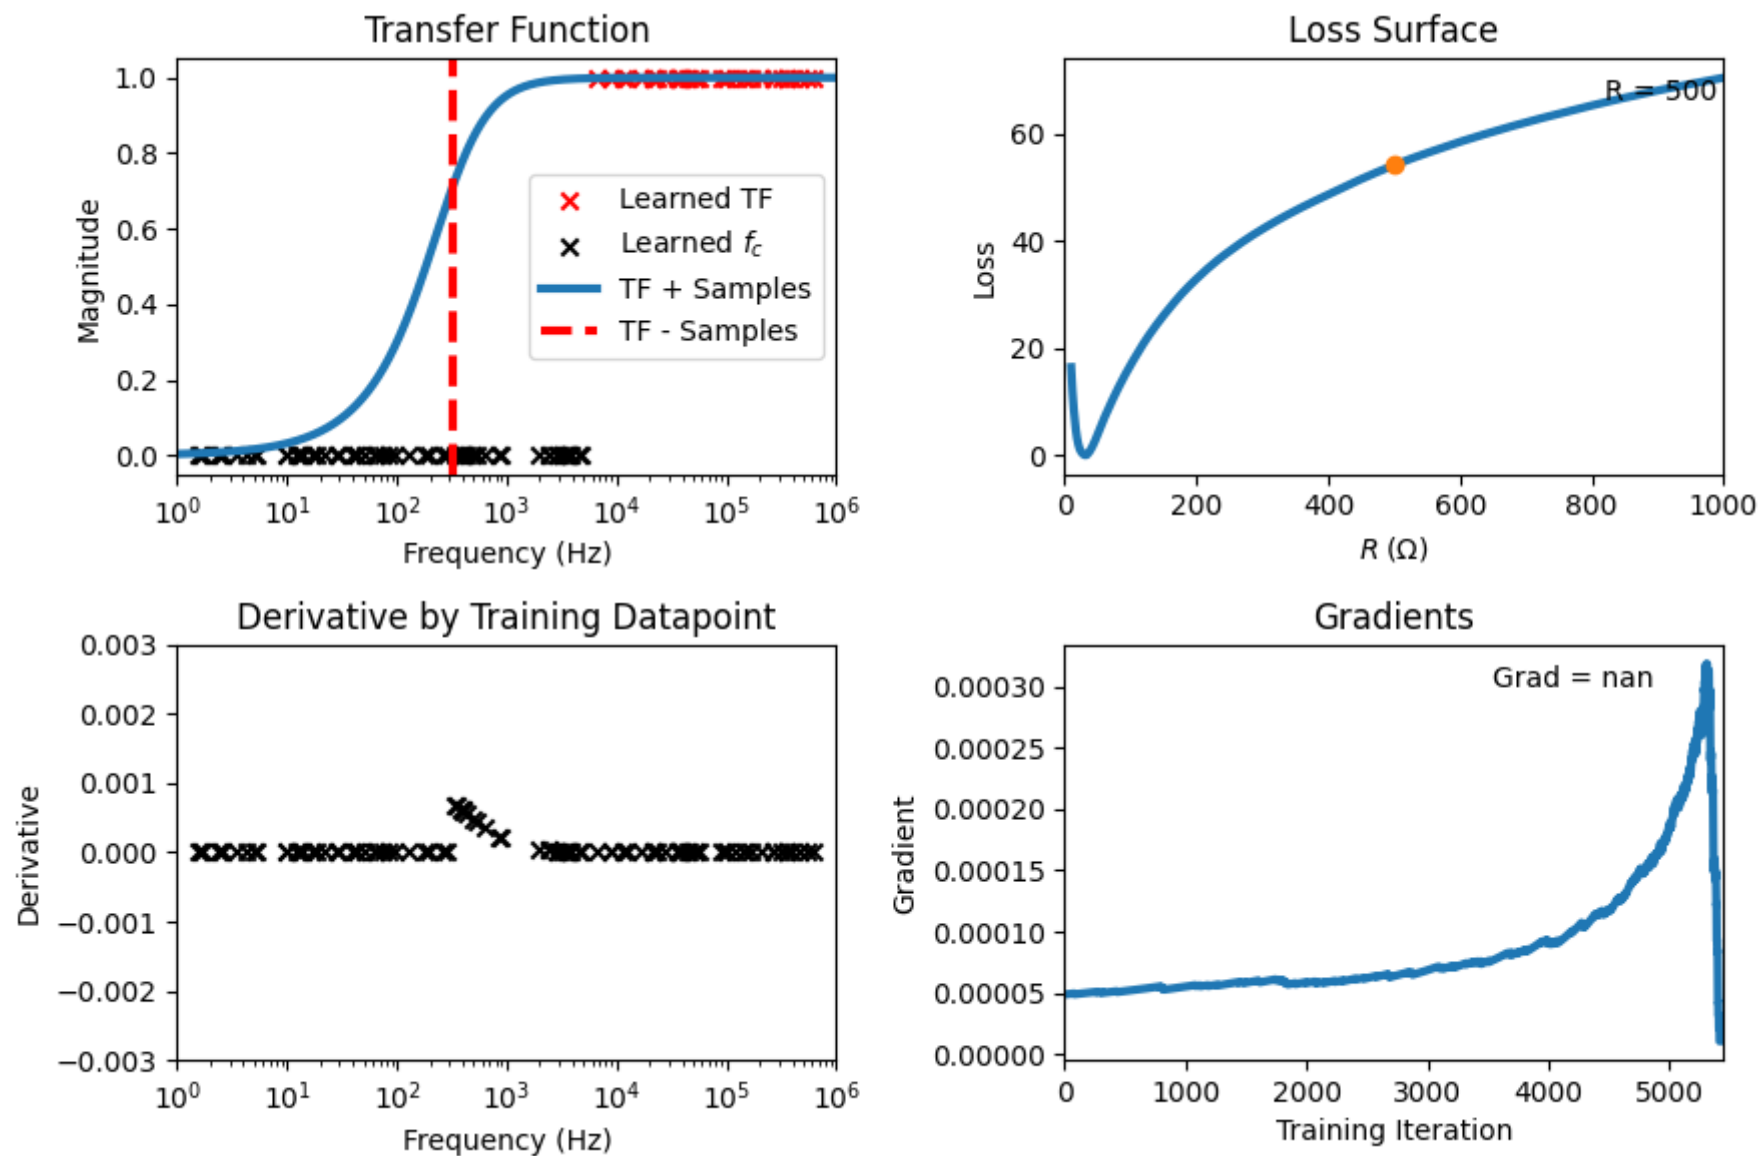 Transfer Function
Magnitude
1.0
0.8
0.6
0.4
0.2
0.0
Learned TF
Learned f_c
TF + Samples
TF - Samples
10^0 10^1 10^2 10^3 10^4 10^5 10^6
Frequency (Hz)
Loss Surface
Loss
60
40
20
0
R = 500
0 200 400 600 800 1000
R (Ω)
Derivative by Training Datapoint
Derivative
0.003
0.002
0.001
0.000
−0.001
−0.002
−0.003
10^0 10^1 10^2 10^3 10^4 10^5 10^6
Frequency (Hz)
Gradients
Gradient
0.00030
0.00025
0.00020
0.00015
0.00010
0.00005
0.00000
Grad = nan
0 1000 2000 3000 4000 5000
Training Iteration